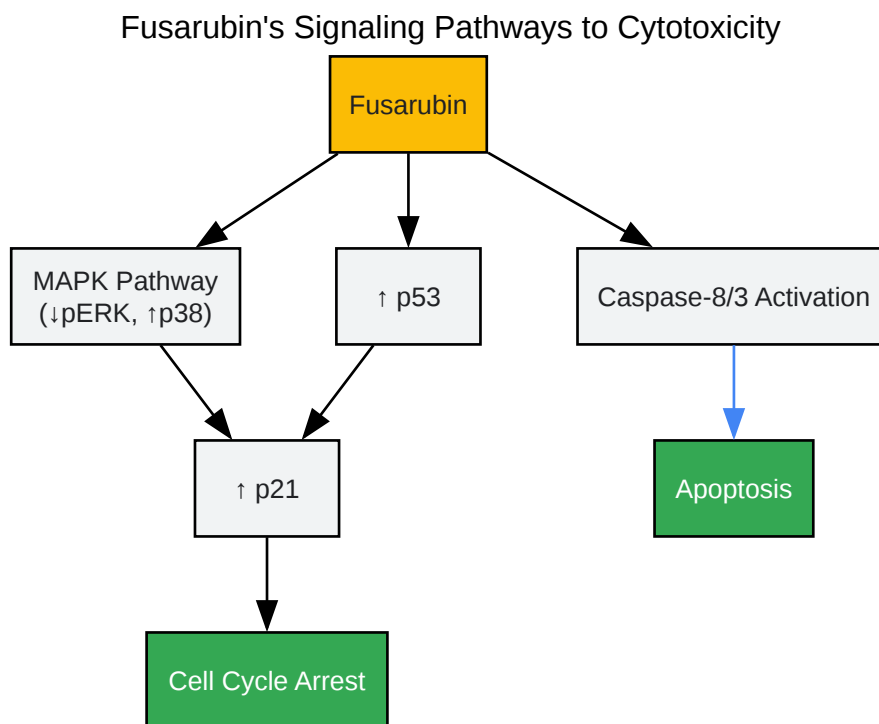 Fusarubin's Signaling Pathways to Cytotoxicity
Fusarubin
MAPK Pathway
(↓pERK, ↑p38)
↑ p53
Caspase-8/3 Activation
↑ p21
Apoptosis
Cell Cycle Arrest